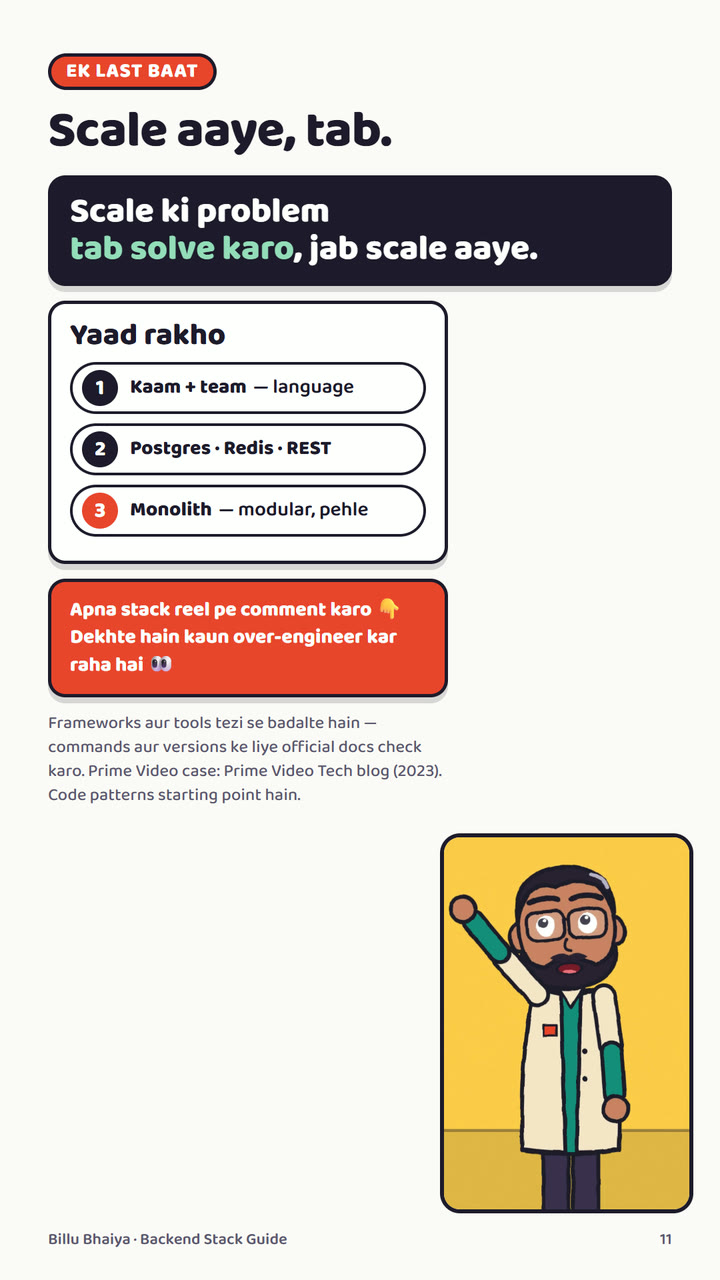 EK LAST BAAT
Scale aaye, tab.
Scale ki problem
tab solve karo, jab scale aaye.
Yaad rakho
1 Kaam + team — language
2 Postgres · Redis · REST
3 Monolith — modular, pehle
Apna stack reel pe comment karo 👇
Dekhte hain kaun over-engineer kar
raha hai 👀
Frameworks aur tools tezi se badalte hain —
commands aur versions ke liye official docs check
karo. Prime Video case: Prime Video Tech blog (2023).
Code patterns starting point hain.
Billu Bhaiya · Backend Stack Guide
11